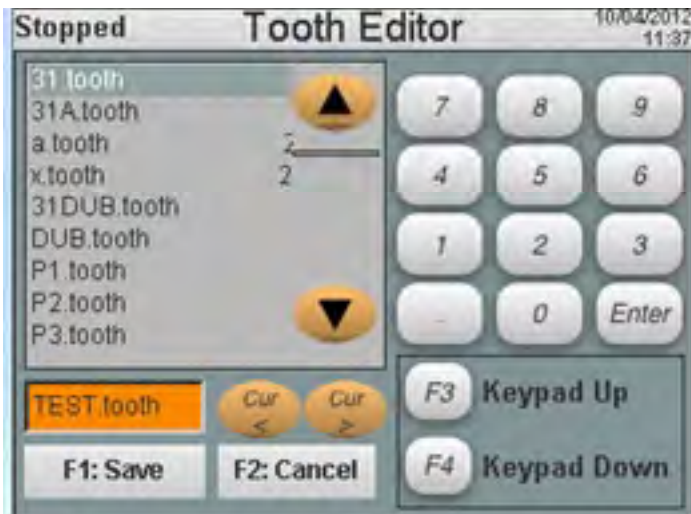 Stopped Tooth Editor 10/04/2012
11:37
31.tooth
31A.tooth
a.tooth 2
x.tooth 2
31DUB.tooth
DUB.tooth
P1.tooth
P2.tooth
P3.tooth
7 8 9
4 5 6
1 2 3
0 Enter
TEST.tooth
Cur <
Cur >
F3 Keypad Up
F1: Save F2: Cancel
F4 Keypad Down